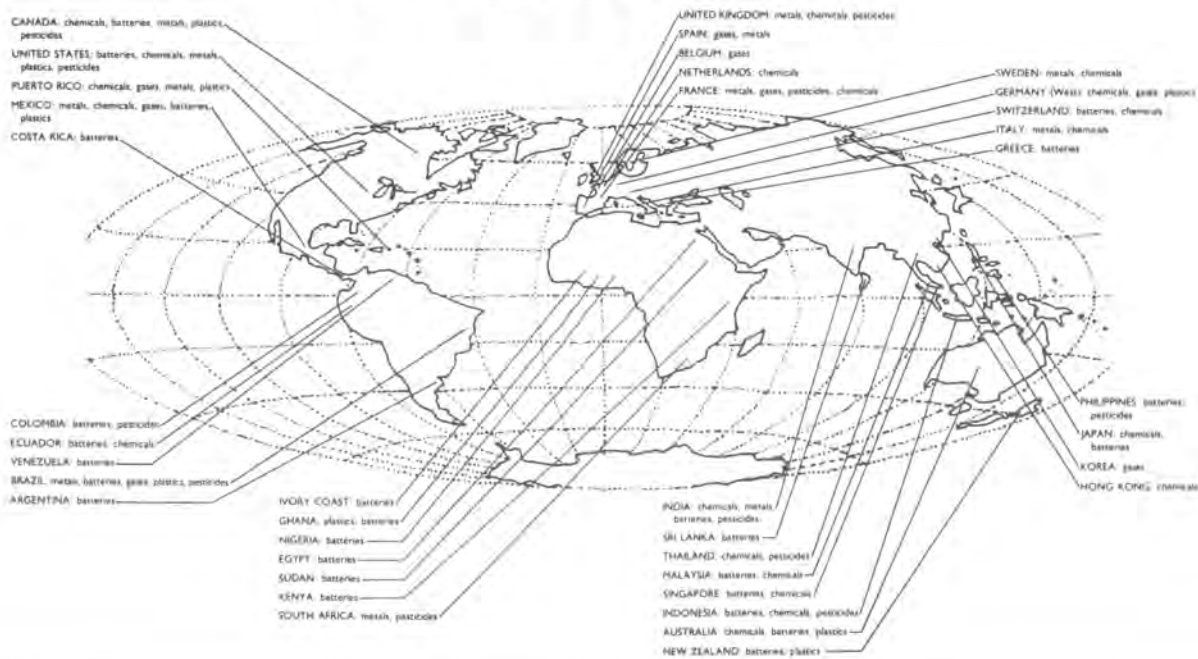 CANADA: chemicals, batteries, metals, plastics,
pesticides
UNITED STATES: batteries, chemicals, metals,
plastics, pesticides
PUERTO RICO: chemicals, gases, metals, plastics
MEXICO: metals, chemicals, gases, batteries,
plastics
COSTA RICA: batteries
UNITED KINGDOM: metals, chemicals, pesticides
SPAIN: gases, metals
BELGIUM: gases
NETHERLANDS: chemicals
FRANCE: metals, gases, pesticides, chemicals
SWEDEN: metals, chemicals
GERMANY (West): chemicals, gases, plastics
SWITZERLAND: batteries, chemicals
ITALY: metals, chemicals
GREECE: batteries
COLOMBIA: batteries, pesticides
ECUADOR: batteries, chemicals
VENEZUELA: batteries
BRAZIL: metals, batteries, gases, plastics, pesticides
ARGENTINA: batteries
IVORY COAST: batteries
GHANA: plastics, batteries
NIGERIA: batteries
EGYPT: batteries
SUDAN: batteries
KENYA: batteries
SOUTH AFRICA: metals, pesticides
INDIA: chemicals, metals,
batteries, pesticides
SRI LANKA: batteries
THAILAND: chemicals, pesticides
MALAYSIA: batteries, chemicals
SINGAPORE: batteries, chemicals
INDONESIA: batteries, chemicals, pesticides
AUSTRALIA: chemicals, batteries, plastics
NEW ZEALAND: batteries, plastics
PHILIPPINES: batteries,
pesticides
JAPAN: chemicals,
batteries
KOREA: gases
HONG KONG: chemicals